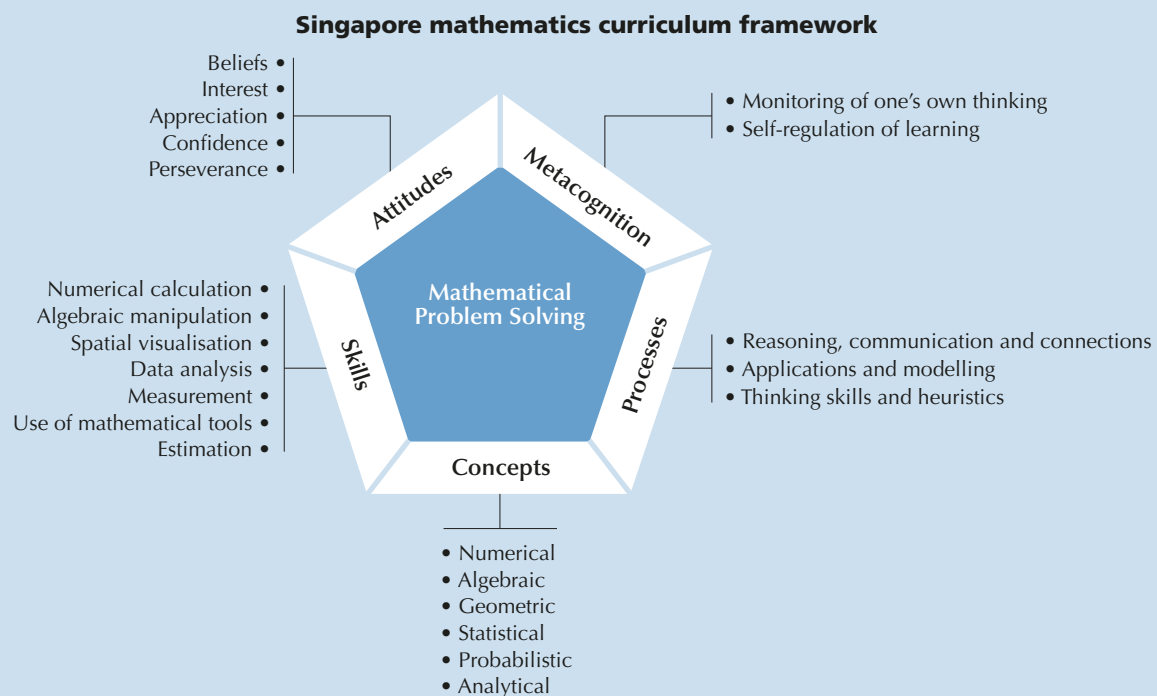 Singapore mathematics curriculum framework
Beliefs •
Interest •
Appreciation •
Confidence •
Perseverance •
Attitudes
• Monitoring of one’s own thinking
• Self-regulation of learning
Metacognition
Mathematical
Problem Solving
Numerical calculation •
Algebraic manipulation •
Spatial visualisation •
Data analysis •
Measurement •
Use of mathematical tools •
Estimation •
Skills
Processes
• Reasoning, communication and connections
• Applications and modelling
• Thinking skills and heuristics
Concepts
• Numerical
• Algebraic
• Geometric
• Statistical
• Probabilistic
• Analytical